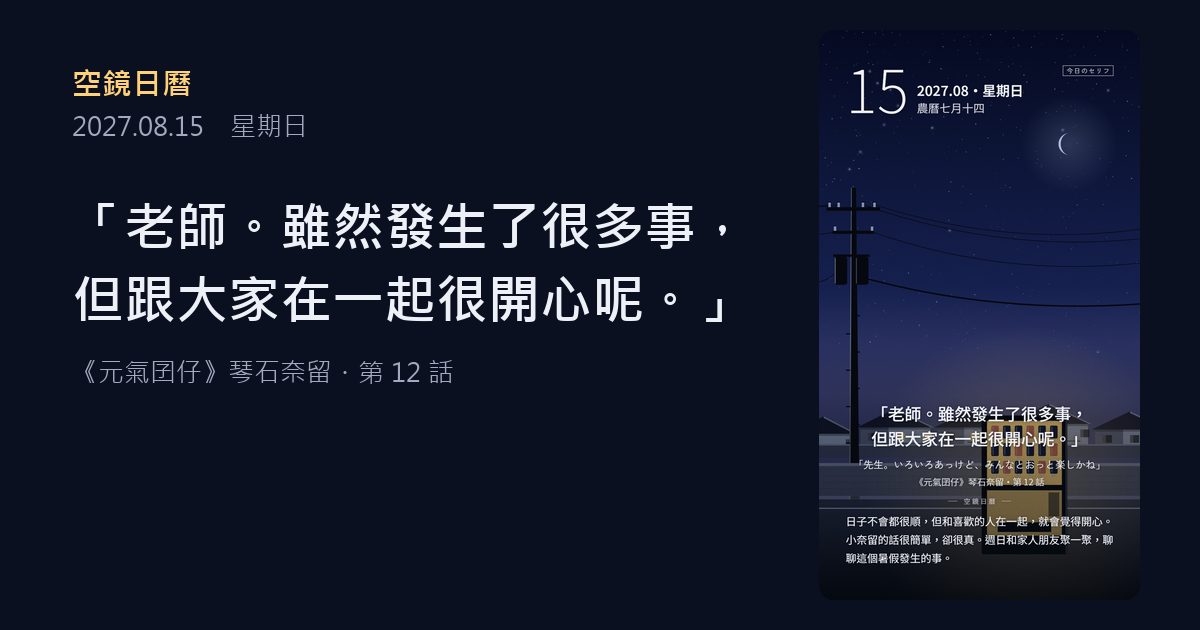 空鏡日曆
2027.08.15 星期日
「老師。雖然發生了很多事，
但跟大家在一起很開心呢。」
《元氣囝仔》琴石奈留・第 12 話
今日のセリフ
15
2027.08・星期日
農曆七月十四
「老師。雖然發生了很多事，
但跟大家在一起很開心呢。」
「先生。いろいろあっけど、みんなとおっと楽しかね」
《元氣囝仔》琴石奈留・第 12 話
— 空鏡日曆 —
日子不會都很順，但和喜歡的人在一起，就會覺得開心。
小奈留的話很簡單，卻很真。週日和家人朋友聚一聚，聊
聊這個暑假發生的事。